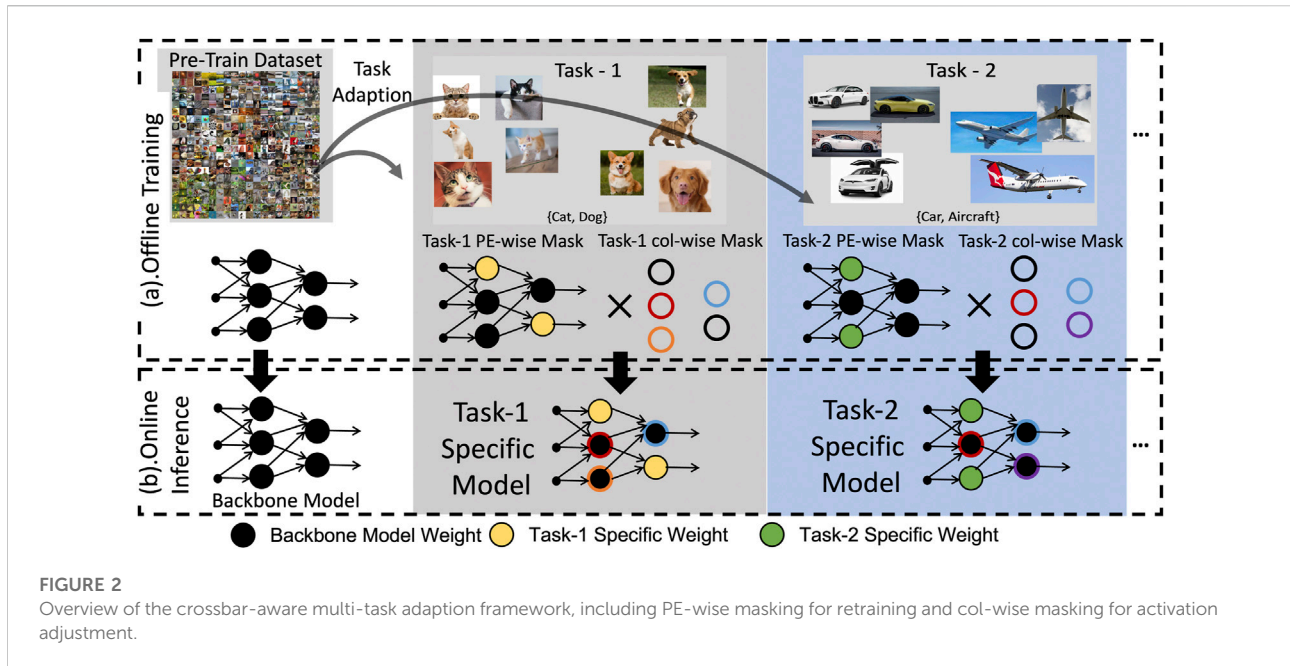 Pre-Train Dataset
Task
Adaption
Task - 1
Task - 2
{Cat, Dog}
{Car, Aircraft}
...
(a).Offline Training
Task-1 PE-wise Mask
Task-1 col-wise Mask
Task-2 PE-wise Mask
Task-2 col-wise Mask
×
×
(b).Online
Inference
Backbone Model
Task-1
Specific
Model
Task-2
Specific
Model
...
Backbone Model Weight
Task-1 Specific Weight
Task-2 Specific Weight
FIGURE 2
Overview of the crossbar-aware multi-task adaption framework, including PE-wise masking for retraining and col-wise masking for activation
adjustment.